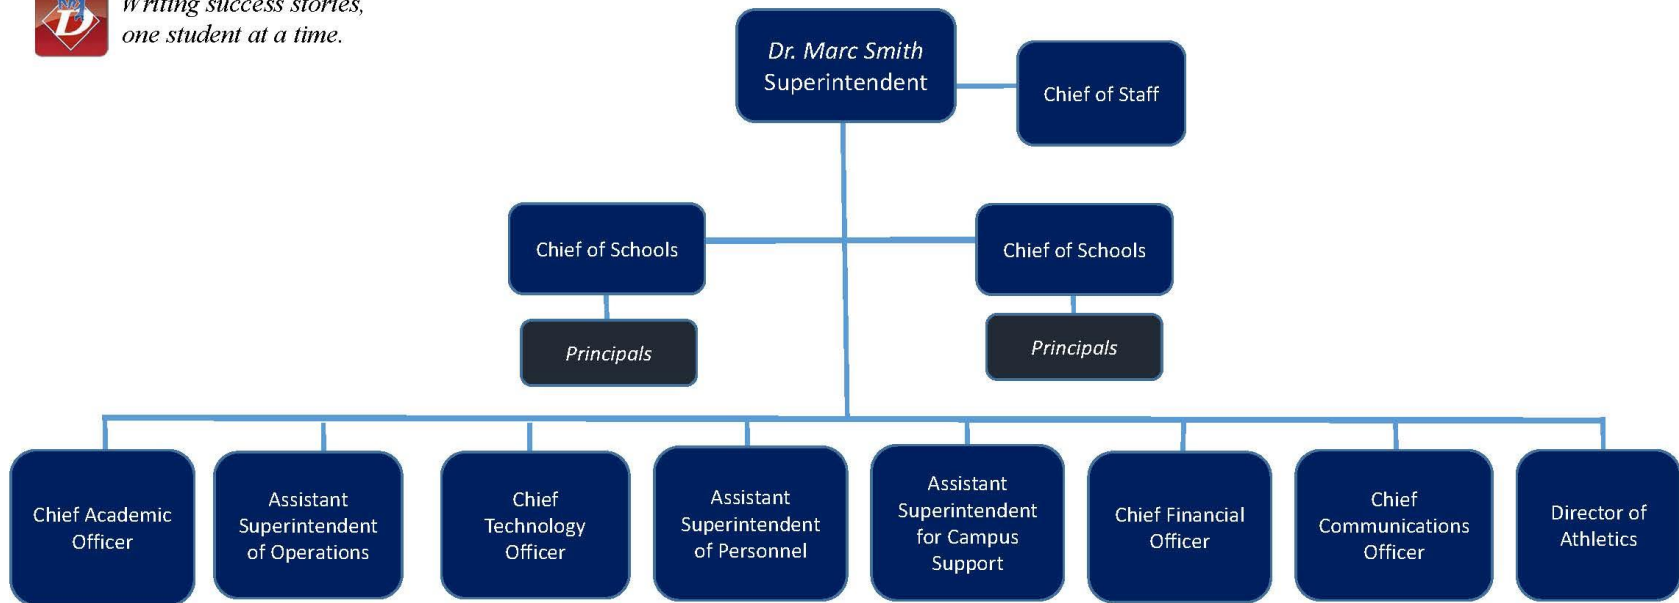 Writing success stories,
one student at a time.
D
Dr. Marc Smith
Superintendent
Chief of Staff
Chief of Schools
Chief of Schools
Principals
Principals
Chief Academic
Officer
Assistant
Superintendent
of Operations
Chief
Technology
Officer
Assistant
Superintendent
of Personnel
Assistant
Superintendent
for Campus
Support
Chief Financial
Officer
Chief
Communications
Officer
Director of
Athletics